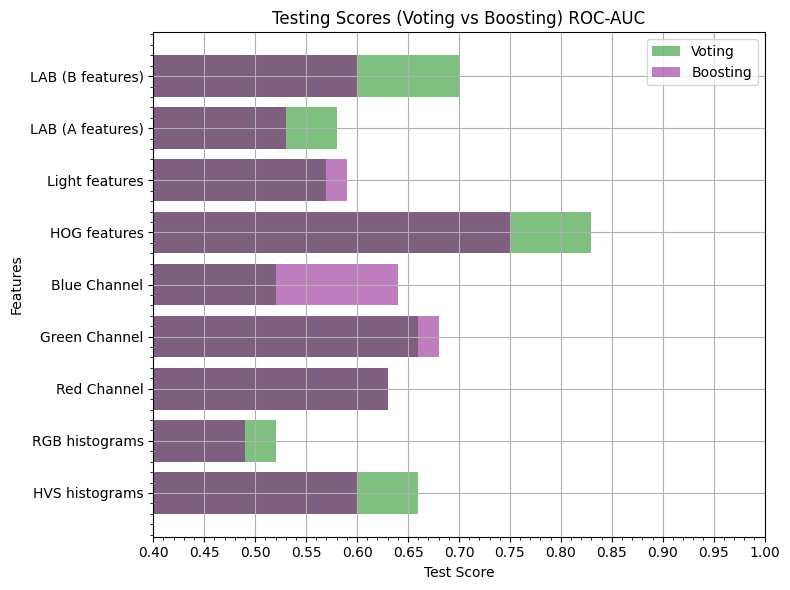 Testing Scores (Voting vs Boosting) ROC-AUC
Voting
Boosting
LAB (B features)
LAB (A features)
Light features
HOG features
Blue Channel
Green Channel
Red Channel
RGB histograms
HVS histograms
Features
0.40 0.45 0.50 0.55 0.60 0.65 0.70 0.75 0.80 0.85 0.90 0.95 1.00
Test Score